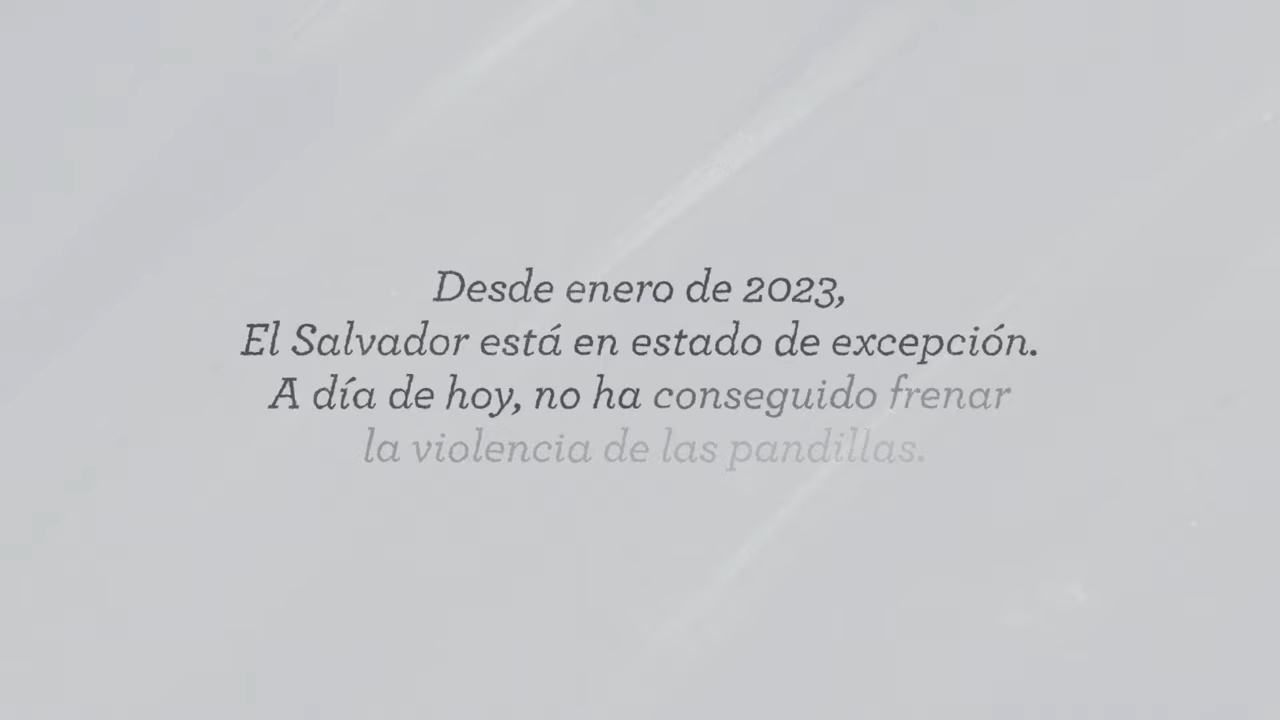 Desde enero de 2023,
El Salvador está en estado de excepción.
A día de hoy, no ha conseguido frenar
la violencia de las pandillas.